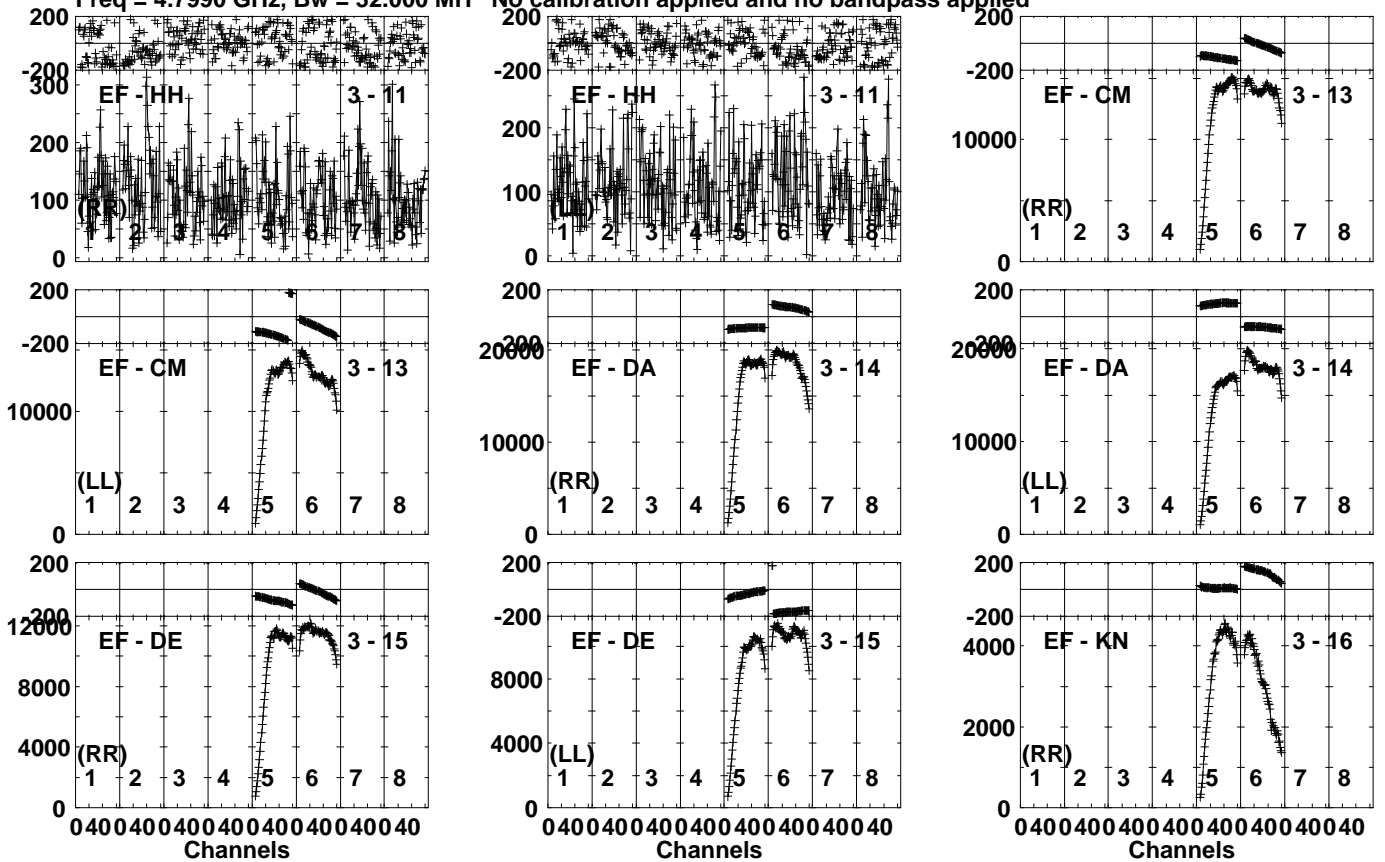 Freq = 4.7990 GHz, Bw = 32.000 MH No calibration applied and no bandpass applied
200
-200
300
200
100
0
EF - HH 3 - 11
(RR)
1 2 3 4 5 6 7 8
200
-200
200
100
0
EF - HH 3 - 11
(LL)
1 2 3 4 5 6 7 8
200
-200
10000
0
EF - CM 3 - 13
(RR)
1 2 3 4 5 6 7 8
200
-200
10000
0
EF - CM 3 - 13
(LL)
1 2 3 4 5 6 7 8
200
-200
20000
10000
0
EF - DA 3 - 14
(RR)
1 2 3 4 5 6 7 8
200
-200
20000
10000
0
EF - DA 3 - 14
(LL)
1 2 3 4 5 6 7 8
200
-200
12000
8000
4000
0
EF - DE 3 - 15
(RR)
1 2 3 4 5 6 7 8
0 40 0 40 0 40 0 40 0 40 0 40 0 40 0 40
Channels
200
-200
8000
4000
0
EF - DE 3 - 15
(LL)
1 2 3 4 5 6 7 8
0 40 0 40 0 40 0 40 0 40 0 40 0 40 0 40
Channels
200
-200
4000
2000
0
EF - KN 3 - 16
(RR)
1 2 3 4 5 6 7 8
0 40 0 40 0 40 0 40 0 40 0 40 0 40 0 40
Channels